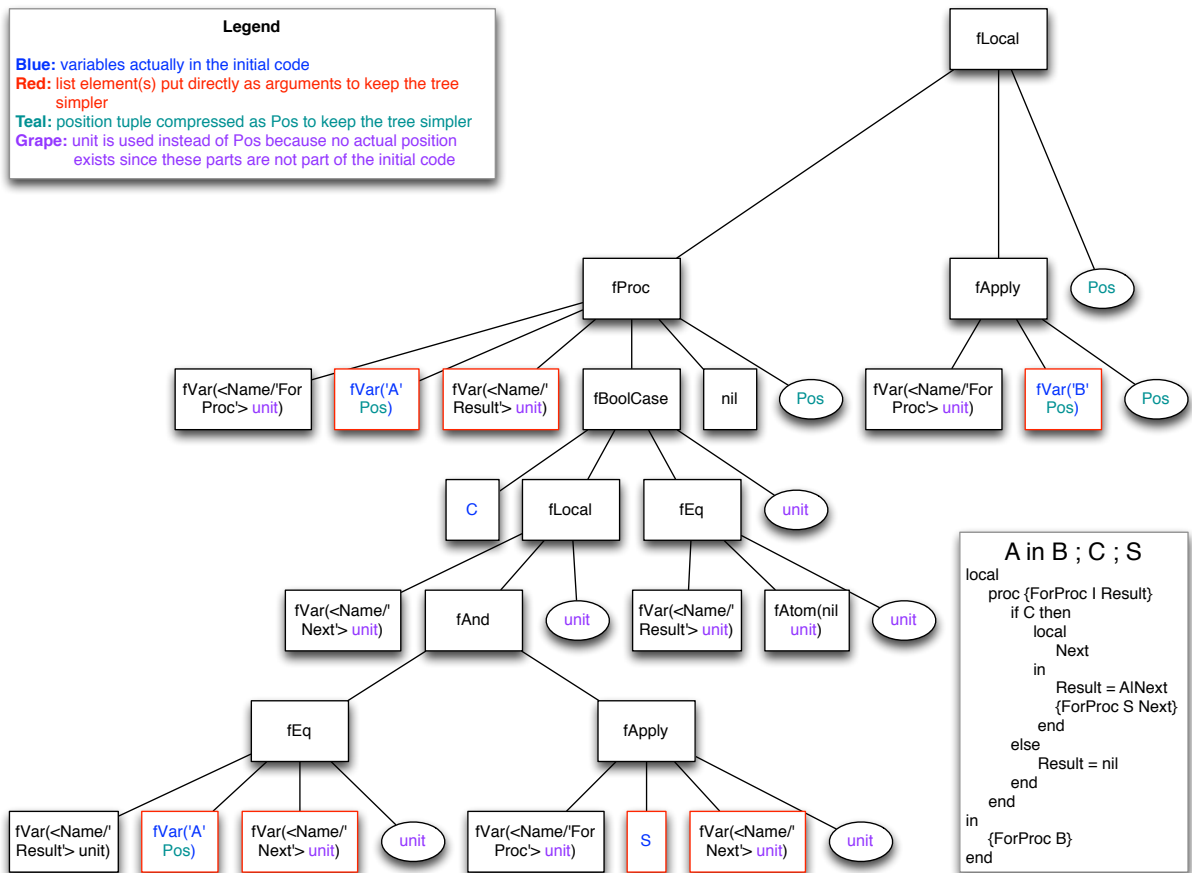 Legend
Blue: variables actually in the initial code
Red: list element(s) put directly as arguments to keep the tree
simpler
Teal: position tuple compressed as Pos to keep the tree simpler
Grape: unit is used instead of Pos because no actual position
exists since these parts are not part of the initial code
fLocal
fProc
fApply
Pos
fVar(<Name/'For
Proc'> unit)
fVar('A'
Pos)
fVar(<Name/'
Result'> unit)
fBoolCase
nil
Pos
fVar(<Name/'For
Proc'> unit)
fVar('B'
Pos)
Pos
C
fLocal
fEq
unit
fVar(<Name/'
Next'> unit)
fAnd
unit
fVar(<Name/'
Result'> unit)
fAtom(nil
unit)
unit
fEq
fApply
fVar(<Name/'
Result'> unit)
fVar('A'
Pos)
fVar(<Name/'
Next'> unit)
unit
fVar(<Name/'For
Proc'> unit)
S
fVar(<Name/'
Next'> unit)
unit
A in B ; C ; S
local
proc {ForProc I Result}
if C then
local
Next
in
Result = AlNext
{ForProc S Next}
end
else
Result = nil
end
end
in
{ForProc B}
end